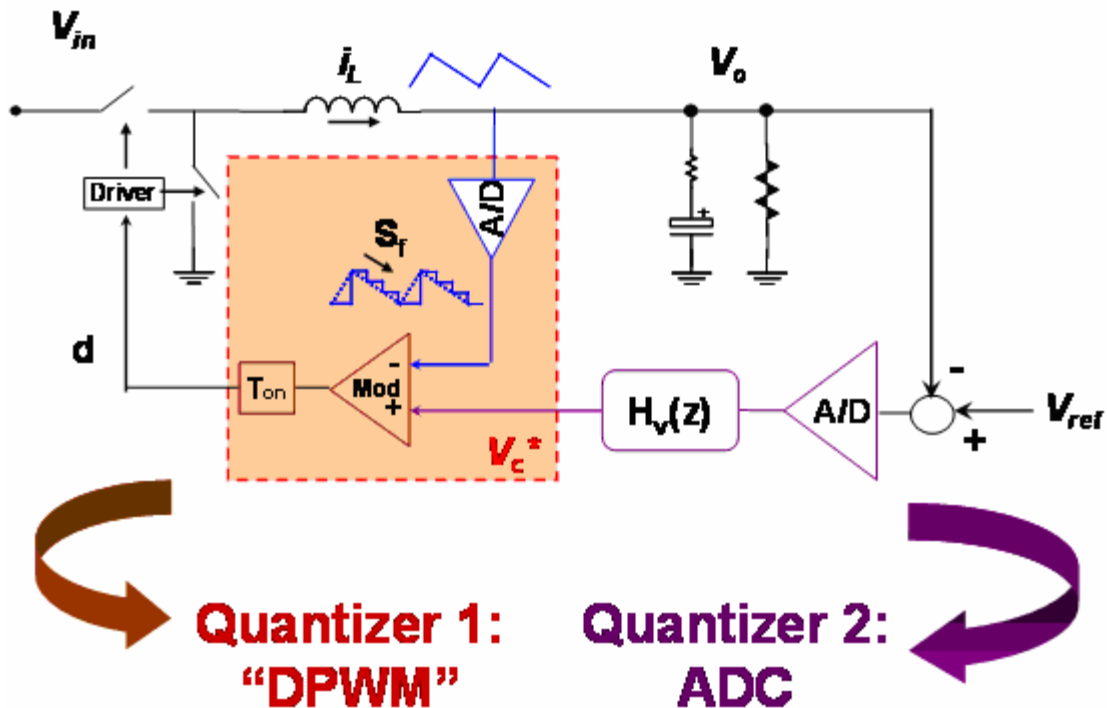 Vin
iL
Vo
Driver
A/D
Sf
d
Ton
Mod
-
+
Vc*
Hv(z)
A/D
-
+
Vref
+
Quantizer 1:
“DPWM”
Quantizer 2:
ADC